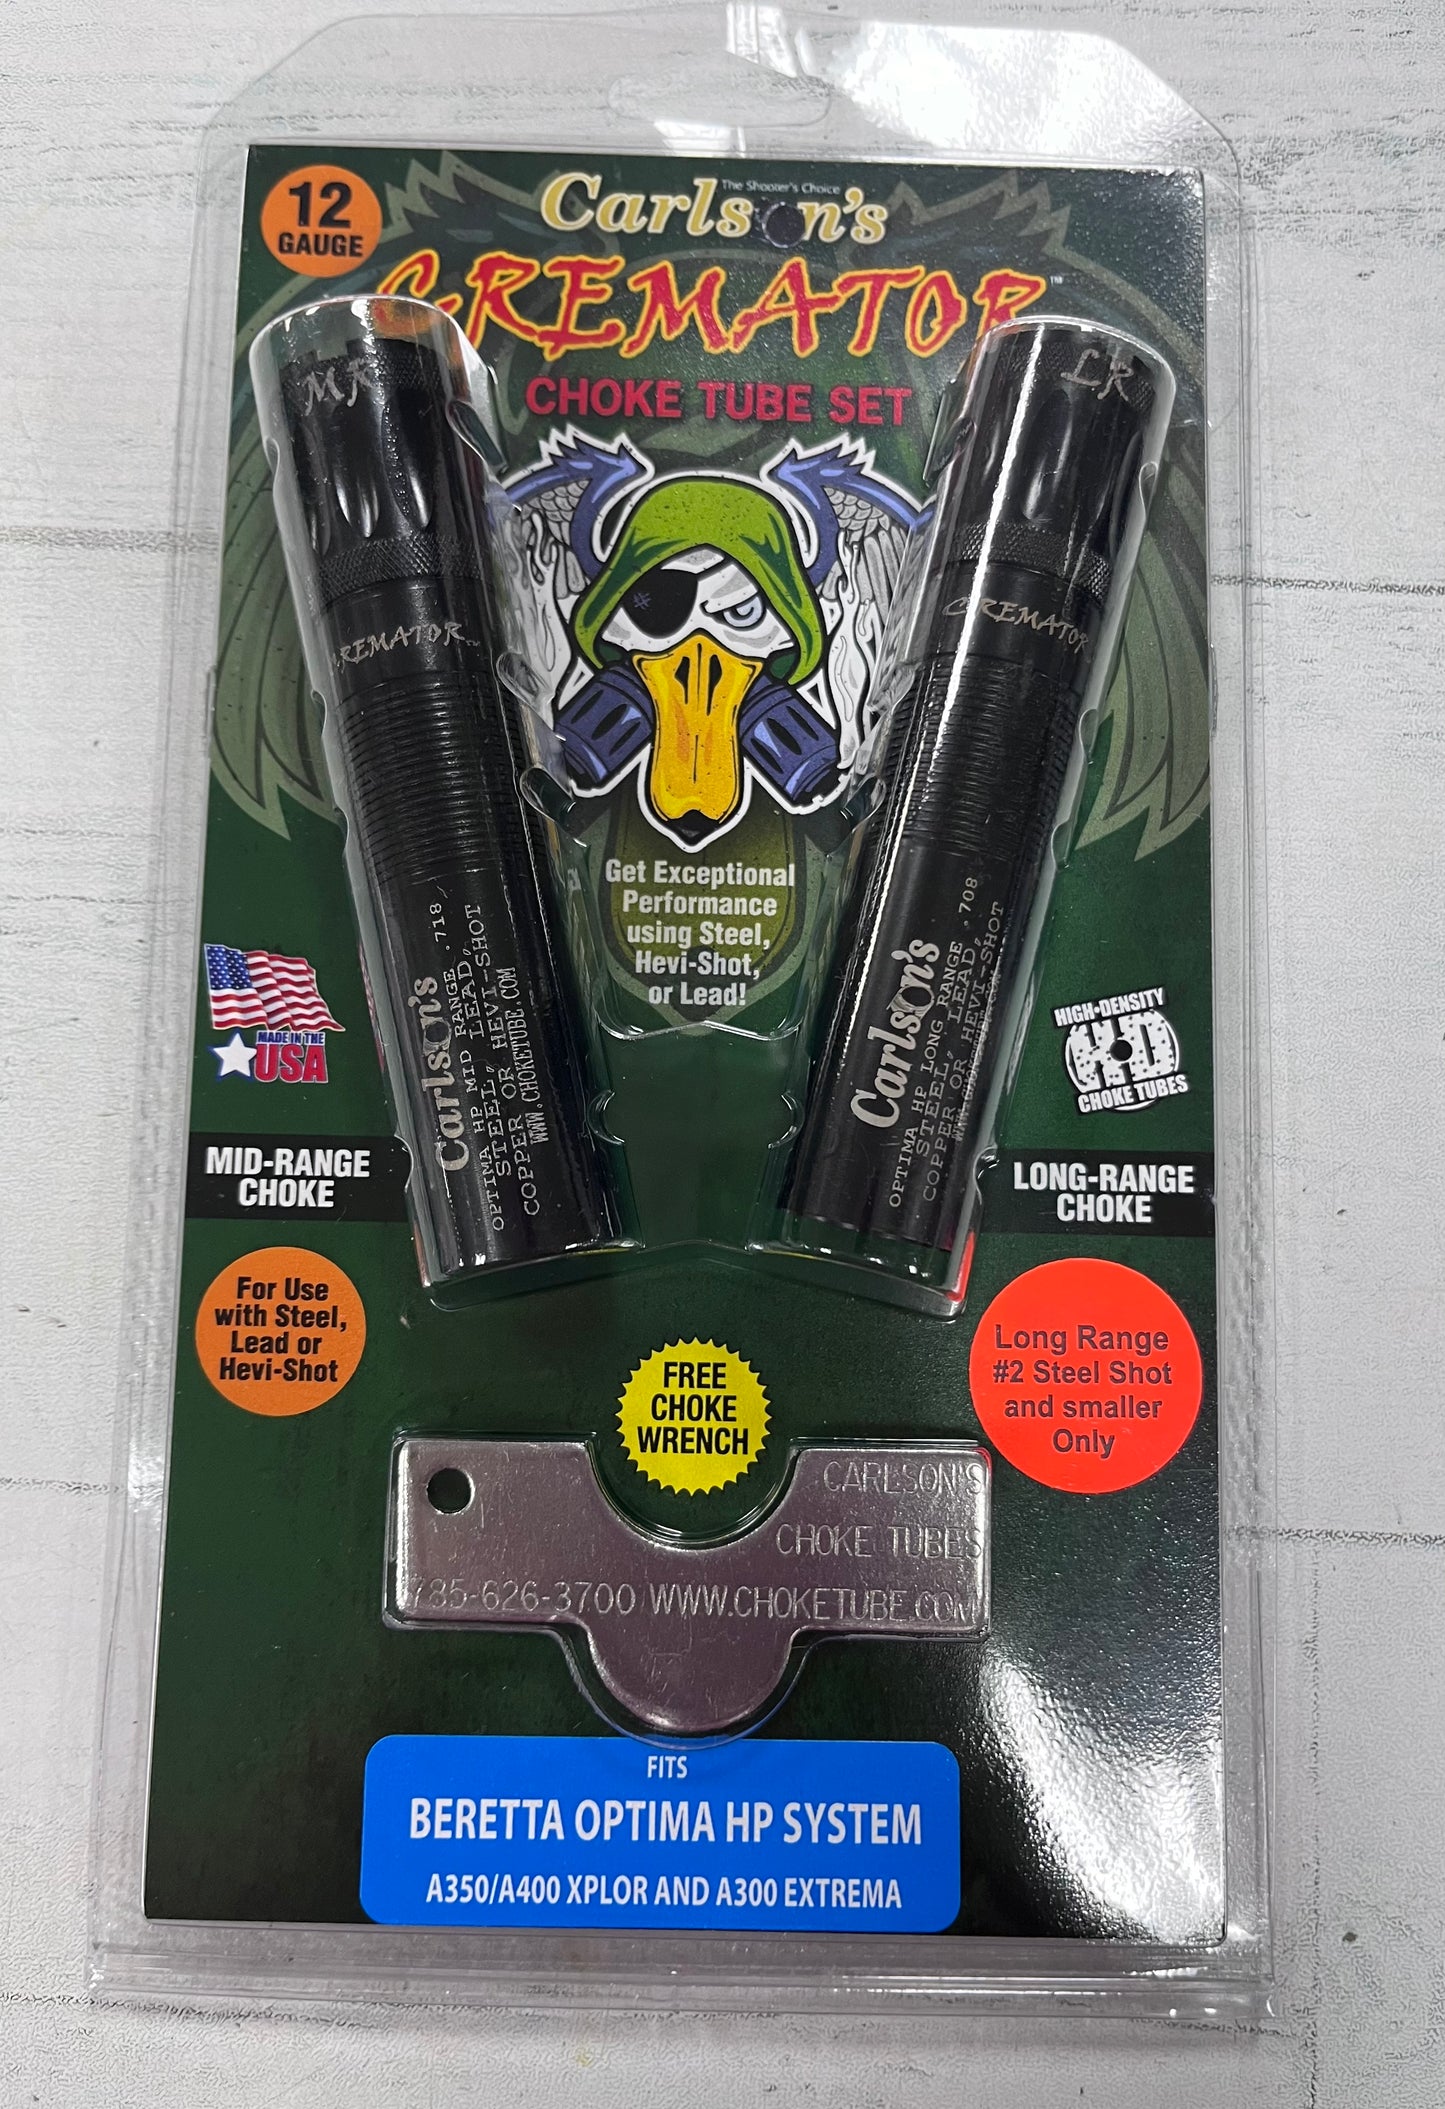 12
GAUGE
The Shooter's Choice
Carlson's
CREMATOR™
CHOKE TUBE SET
MR
LR
CREMATOR
CREMATOR
Get Exceptional
Performance
using Steel,
Hevi-Shot,
or Lead!
Carlson's
OPTIMA HP MID RANGE .718
STEEL, LEAD,
COPPER OR HEVI-SHOT
WWW.CHOKETUBE.COM
Carlson's
OPTIMA HP LONG RANGE .708
STEEL, LEAD,
COPPER OR HEVI-SHOT
MADE IN THE
USA
HIGH-DENSITY
HD
CHOKE TUBES
MID-RANGE
CHOKE
LONG-RANGE
CHOKE
For Use
with Steel,
Lead or
Hevi-Shot
Long Range
#2 Steel Shot
and smaller
Only
FREE
CHOKE
WRENCH
CARLSON'S
CHOKE TUBES
785-626-3700 WWW.CHOKETUBE.COM
FITS
BERETTA OPTIMA HP SYSTEM
A350/A400 XPLOR AND A300 EXTREMA